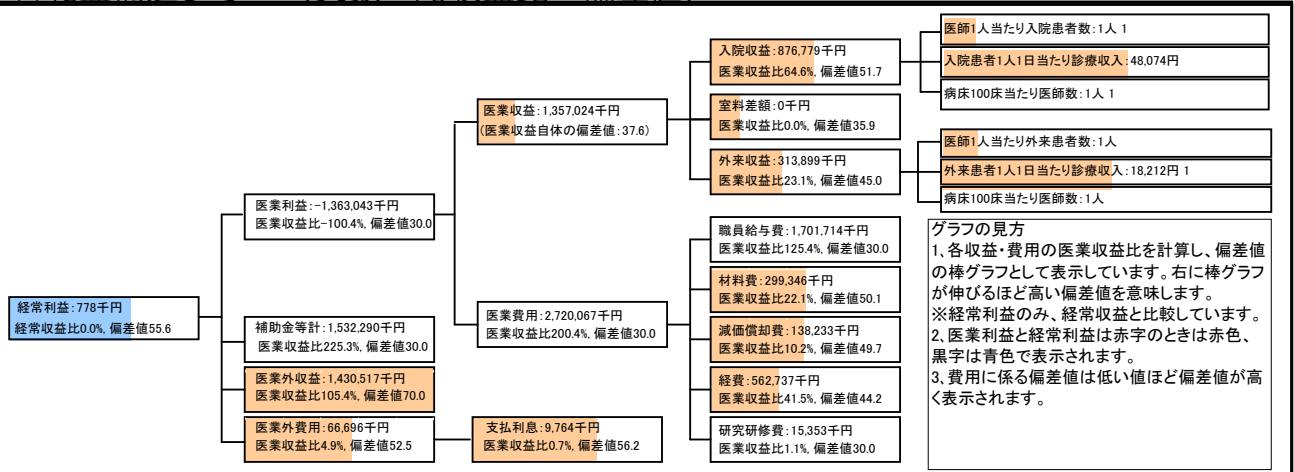 経常利益:778千円
経常収益比0.0%, 偏差値55.6
医業利益:-1,363,043千円
医業収益比-100.4%, 偏差値30.0
補助金等計:1,532,290千円
医業収益比225.3%, 偏差値30.0
医業外収益:1,430,517千円
医業収益比105.4%, 偏差値70.0
医業外費用:66,696千円
医業収益比4.9%, 偏差値52.5
医業収益:1,357,024千円
(医業収益自体の偏差値:37.6)
医業費用:2,720,067千円
医業収益比200.4%, 偏差値30.0
支払利息:9,764千円
医業収益比0.7%, 偏差値56.2
入院収益:876,779千円
医業収益比64.6%, 偏差値51.7
室料差額:0千円
医業収益比0.0%, 偏差値35.9
外来収益:313,899千円
医業収益比23.1%, 偏差値45.0
職員給与費:1,701,714千円
医業収益比125.4%, 偏差値30.0
材料費:299,346千円
医業収益比22.1%, 偏差値50.1
減価償却費:138,233千円
医業収益比10.2%, 偏差値49.7
経費:562,737千円
医業収益比41.5%, 偏差値44.2
研究研修費:15,353千円
医業収益比1.1%, 偏差値30.0
医師1人当たり入院患者数:1人 1
入院患者1人1日当たり診療収入:48,074円
病床100床当たり医師数:1人 1
医師1人当たり外来患者数:1人
外来患者1人1日当たり診療収入:18,212円 1
病床100床当たり医師数:1人
グラフの見方
1、各収益・費用の医業収益比を計算し、偏差値
の棒グラフとして表示しています。右に棒グラフ
が伸びるほど高い偏差値を意味します。
※経常利益のみ、経常収益と比較しています。
2、医業利益と経常利益は赤字のときは赤色、
黒字は青色で表示されます。
3、費用に係る偏差値は低い値ほど偏差値が高
く表示されます。